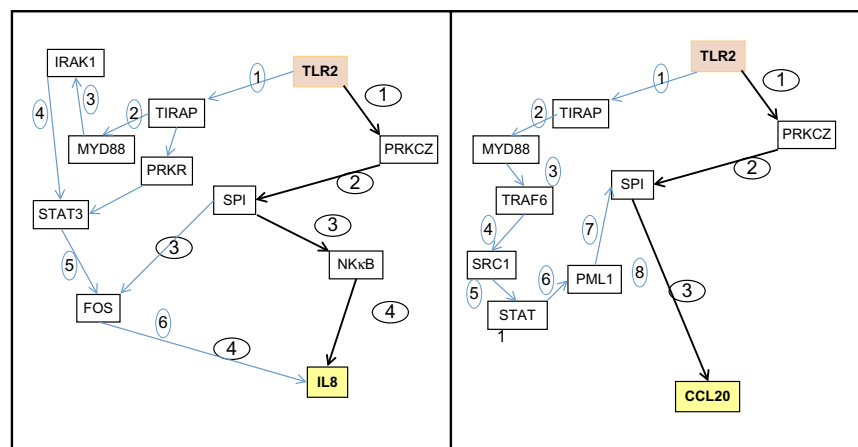 IRAK1
TLR2
1
1
3
4
TIRAP
2
MYD88
PRKCZ
PRKR
2
SPI
STAT3
3
3
5
NKκB
FOS
6
4
4
IL8
TLR2
1
1
2
TIRAP
MYD88
PRKCZ
3
2
SPI
TRAF6
4
7
SRC1
6
PML1
8
5
3
STAT
1
CCL20